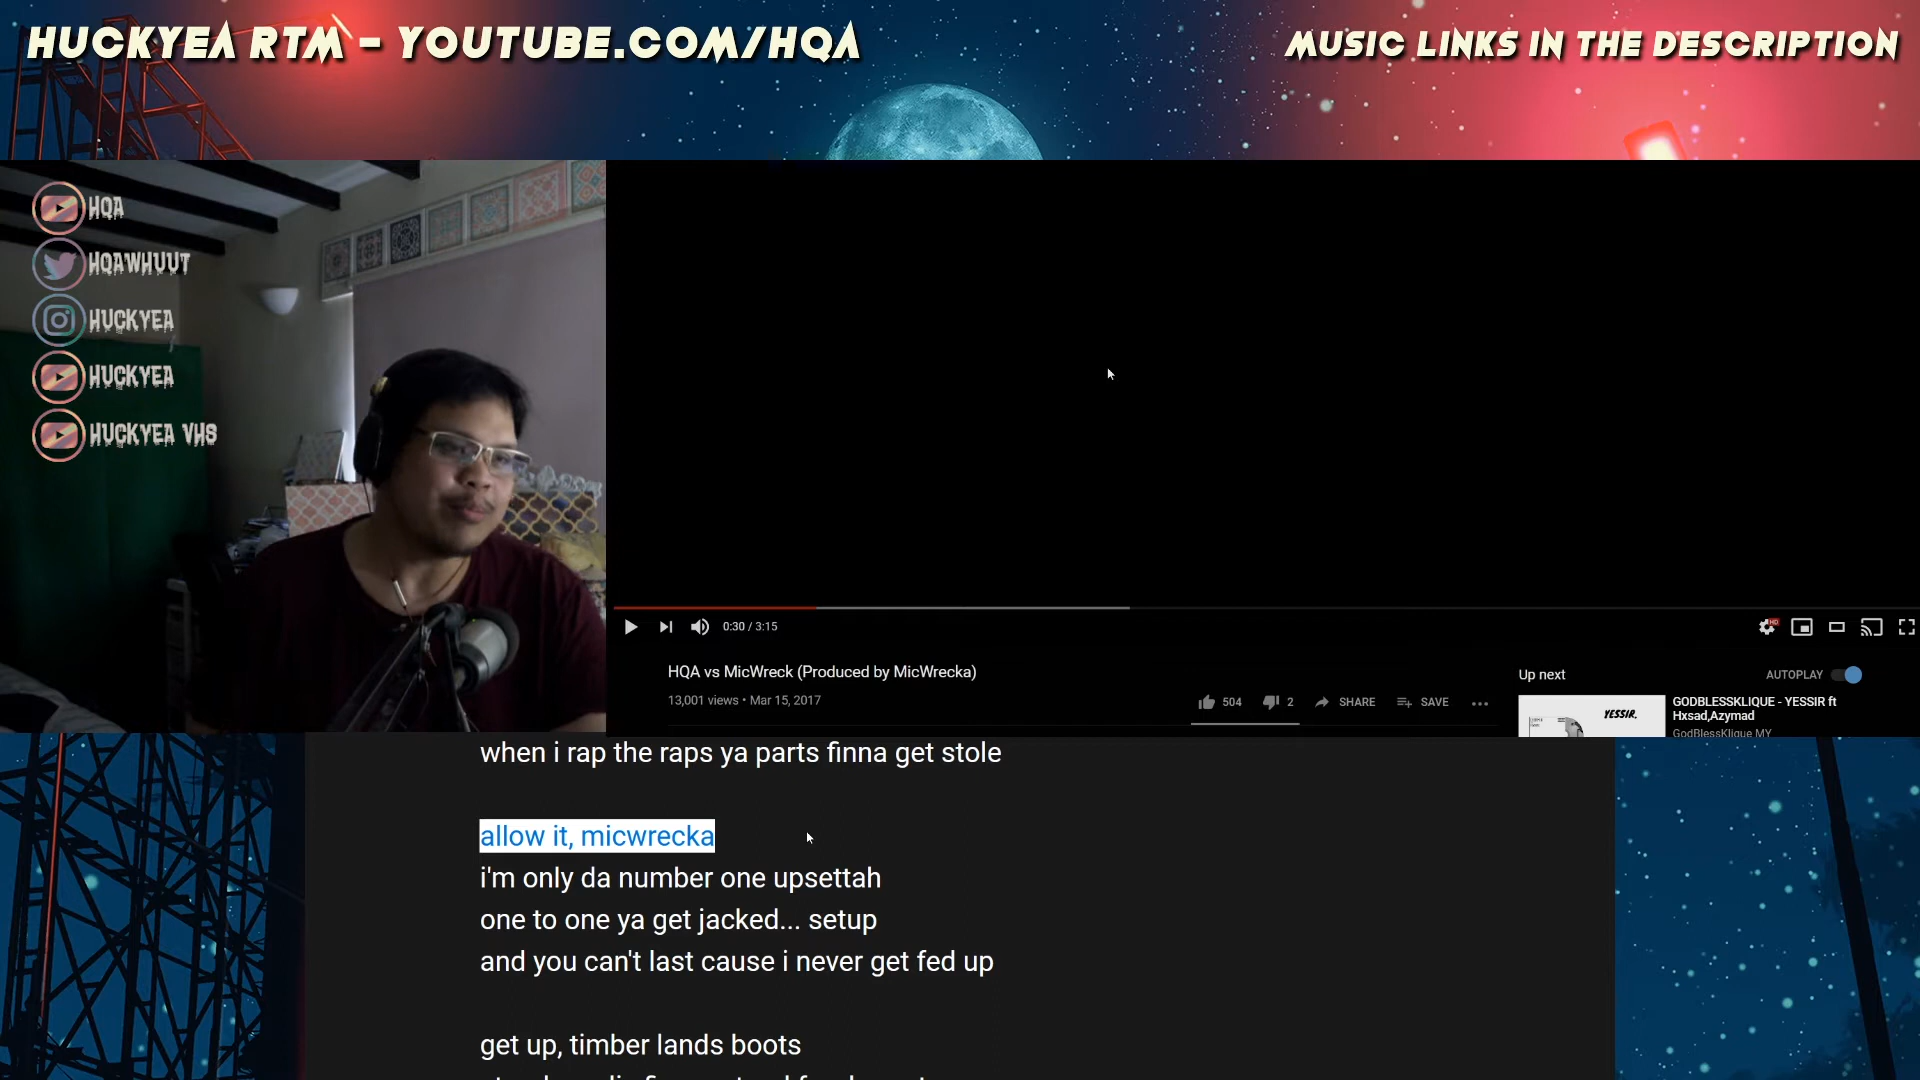 HUCKYEA RTM - YOUTUBE.COM/HQA
MUSIC LINKS IN THE DESCRIPTION
HQA
HQAWHUUT
HUCKYEA
HUCKYEA
HUCKYEA VHS
0:30 / 3:15
HD
HQA vs MicWreck (Produced by MicWrecka)
13,001 views • Mar 15, 2017
504
2
SHARE
SAVE
Up next
AUTOPLAY
YESSIR.
GODBLESSKLIQUE - YESSIR ft
Hxsad,Azymad
GodBlessKlique MY
when i rap the raps ya parts finna get stole
allow it, micwrecka
i'm only da number one upsettah
one to one ya get jacked... setup
and you can't last cause i never get fed up
get up, timber lands boots